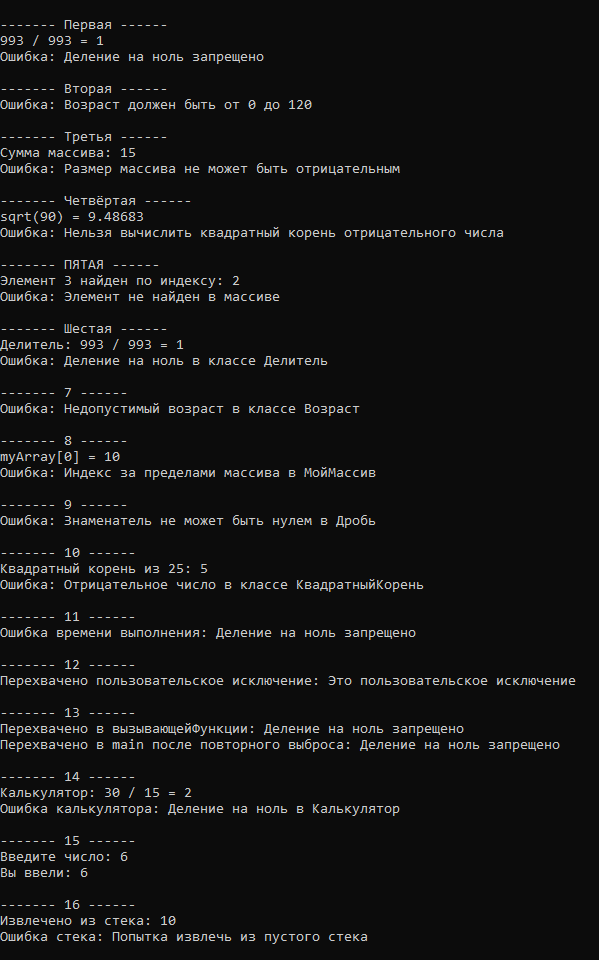 ------- Первая ------
993 / 993 = 1
Ошибка: Деление на ноль запрещено
------- Вторая ------
Ошибка: Возраст должен быть от 0 до 120
------- Третья ------
Сумма массива: 15
Ошибка: Размер массива не может быть отрицательным
------- Четвёртая ------
sqrt(90) = 9.48683
Ошибка: Нельзя вычислить квадратный корень отрицательного числа
------- ПЯТАЯ ------
Элемент 3 найден по индексу: 2
Ошибка: Элемент не найден в массиве
------- Шестая ------
Делитель: 993 / 993 = 1
Ошибка: Деление на ноль в классе Делитель
------- 7 ------
Ошибка: Недопустимый возраст в классе Возраст
------- 8 ------
myArray[0] = 10
Ошибка: Индекс за пределами массива в МойМассив
------- 9 ------
Ошибка: Знаменатель не может быть нулем в Дробь
------- 10 ------
Квадратный корень из 25: 5
Ошибка: Отрицательное число в классе КвадратныйКорень
------- 11 ------
Ошибка времени выполнения: Деление на ноль запрещено
------- 12 ------
Перехвачено пользовательское исключение: Это пользовательское исключение
------- 13 ------
Перехвачено в вызывающейФункции: Деление на ноль запрещено
Перехвачено в main после повторного выброса: Деление на ноль запрещено
------- 14 ------
Калькулятор: 30 / 15 = 2
Ошибка калькулятора: Деление на ноль в Калькулятор
------- 15 ------
Введите число: 6
Вы ввели: 6
------- 16 ------
Извлечено из стека: 10
Ошибка стека: Попытка извлечь из пустого стека